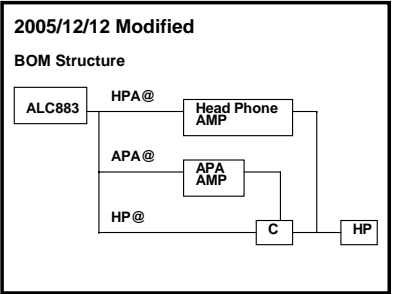 2005/12/12 Modified
BOM Structure
HPA@
ALC883
Head Phone
AMP
APA@
APA
AMP
HP@
C
HP